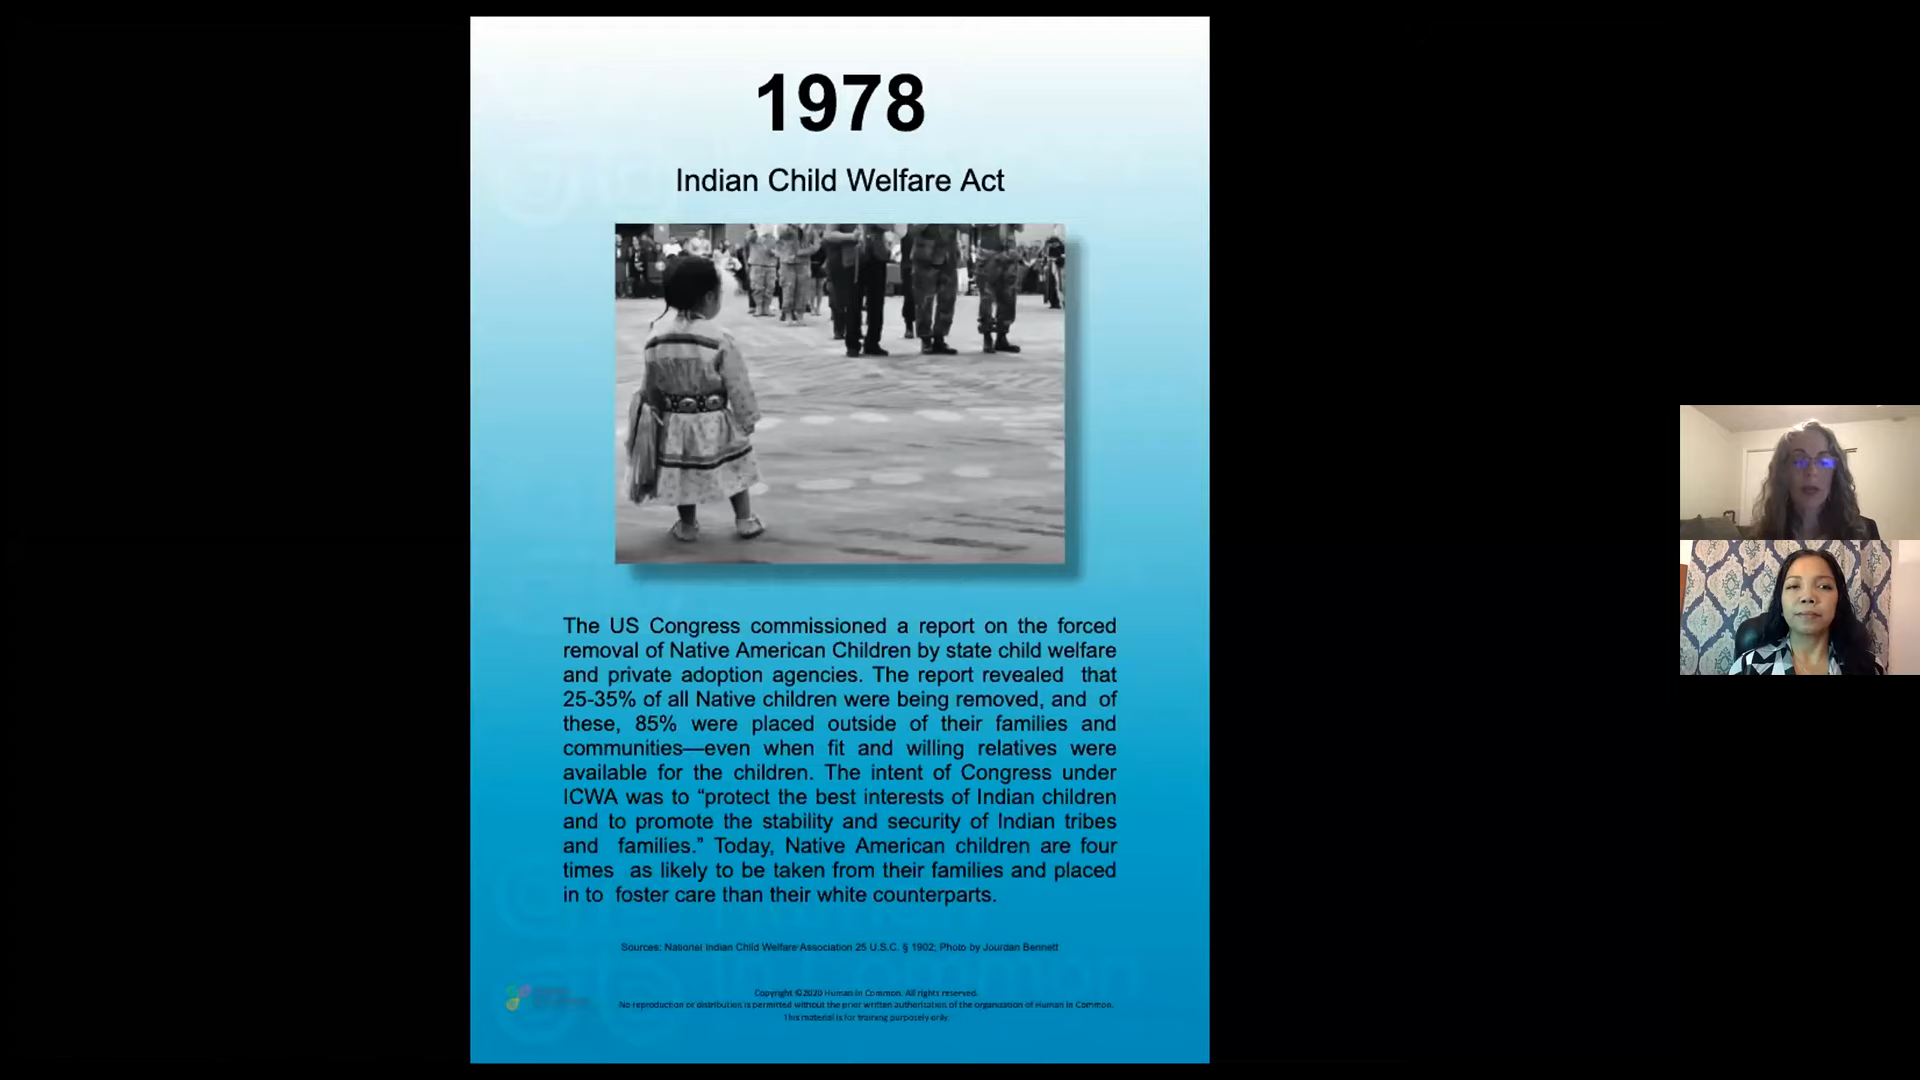 1978
Indian Child Welfare Act
The US Congress commissioned a report on the forced
removal of Native American Children by state child welfare
and private adoption agencies. The report revealed that
25-35% of all Native children were being removed, and of
these, 85% were placed outside of their families and
communities—even when fit and willing relatives were
available for the children. The intent of Congress under
ICWA was to “protect the best interests of Indian children
and to promote the stability and security of Indian tribes
and families.” Today, Native American children are four
times as likely to be taken from their families and placed
in to foster care than their white counterparts.
Sources: National Indian Child Welfare Association 25 U.S.C. § 1902; Photo by Jourdan Bennett
Copyright ©2020 Human in Common. All rights reserved.
No reproduction or distribution is permitted without the prior written authorization of the organization of Human in Common.
This material is for training purposely only.